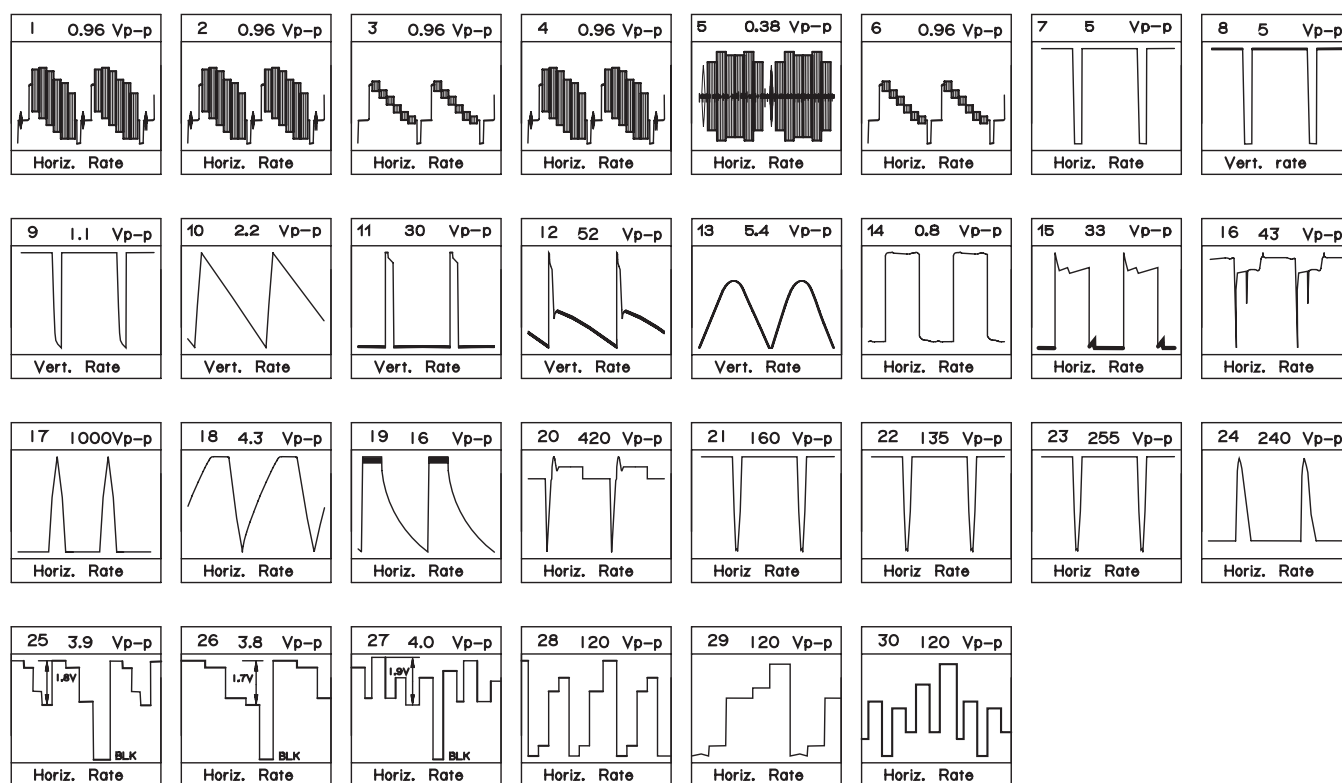 1 0.96 Vp-p
Horiz. Rate
2 0.96 Vp-p
Horiz. Rate
3 0.96 Vp-p
Horiz. Rate
4 0.96 Vp-p
Horiz. Rate
5 0.38 Vp-p
Horiz. Rate
6 0.96 Vp-p
Horiz. Rate
7 5 Vp-p
Horiz. Rate
8 5 Vp-p
Vert. rate
9 1.1 Vp-p
Vert. Rate
10 2.2 Vp-p
Vert. Rate
11 30 Vp-p
Vert. Rate
12 52 Vp-p
Vert. Rate
13 5.4 Vp-p
Vert. Rate
14 0.8 Vp-p
Horiz. Rate
15 33 Vp-p
Horiz. Rate
16 43 Vp-p
Horiz. Rate
17 1000Vp-p
Horiz. Rate
18 4.3 Vp-p
Horiz. Rate
19 16 Vp-p
Horiz. Rate
20 420 Vp-p
Horiz. Rate
21 160 Vp-p
Horiz Rate
22 135 Vp-p
Horiz Rate
23 255 Vp-p
Horiz Rate
24 240 Vp-p
Horiz. Rate
25 3.9 Vp-p
1.8V
BLK
Horiz. Rate
26 3.8 Vp-p
1.7V
BLK
Horiz. Rate
27 4.0 Vp-p
1.9V
BLK
Horiz. Rate
28 120 Vp-p
Horiz. Rate
29 120 Vp-p
Horiz. Rate
30 120 Vp-p
Horiz. Rate